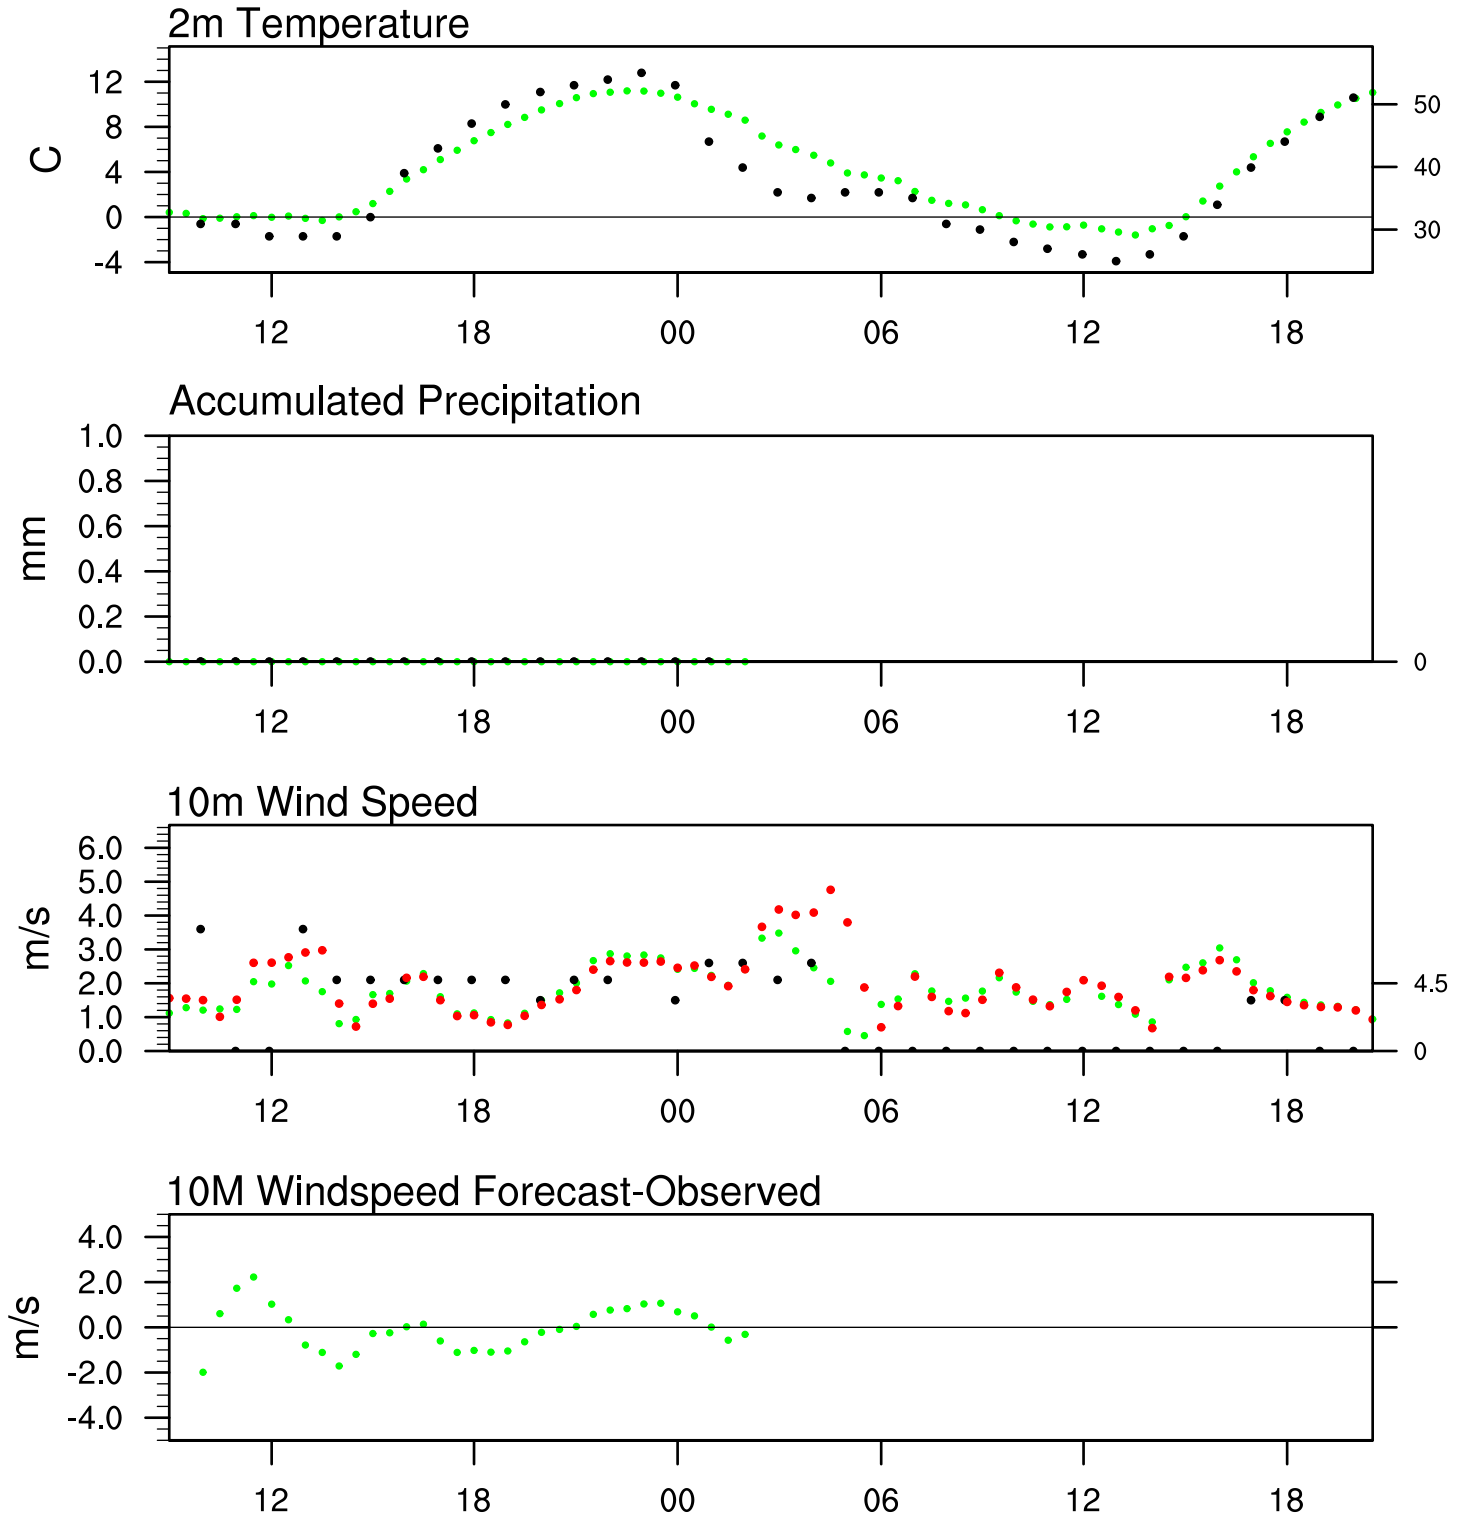 2m Temperature
12
8
4
0
-4
C
50
40
30
12 18 00 06 12 18
Accumulated Precipitation
1.0
0.8
0.6
0.4
0.2
0.0
mm
0
12 18 00 06 12 18
10m Wind Speed
6.0
5.0
4.0
3.0
2.0
1.0
0.0
m/s
4.5
0
12 18 00 06 12 18
10M Windspeed Forecast-Observed
4.0
2.0
0.0
-2.0
-4.0
m/s
12 18 00 06 12 18